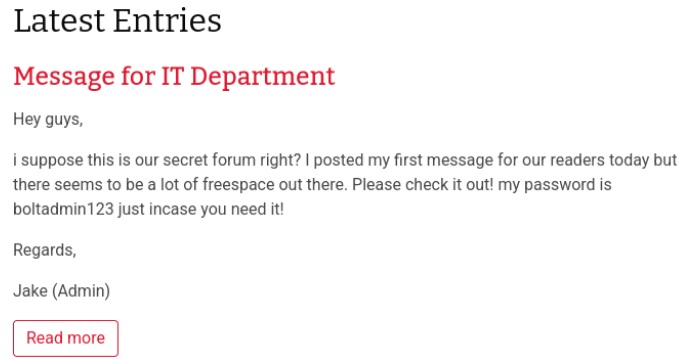 Latest Entries
Message for IT Department
Hey guys,
i suppose this is our secret forum right? I posted my first message for our readers today but
there seems to be a lot of freespace out there. Please check it out! my password is
boltadmin123 just incase you need it!
Regards,
Jake (Admin)
Read more